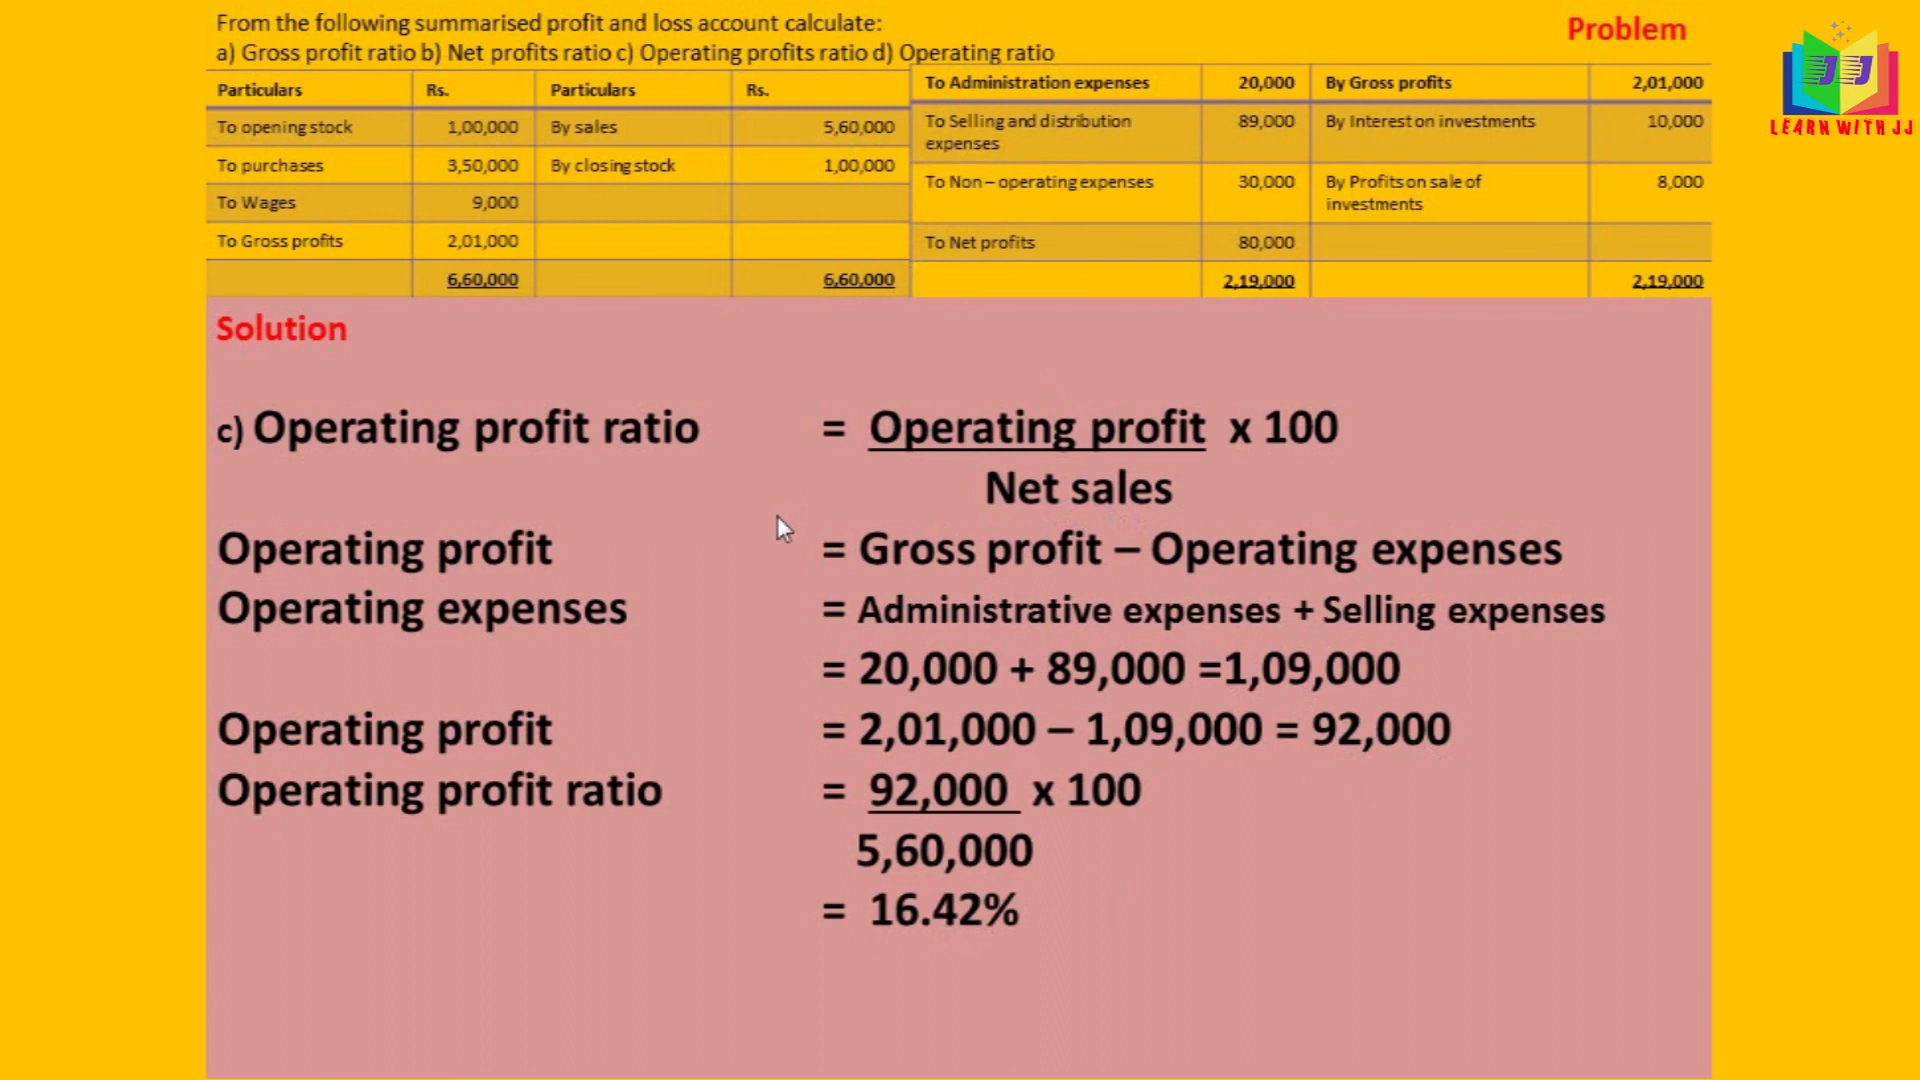 From the following summarised profit and loss account calculate:
a) Gross profit ratio b) Net profits ratio c) Operating profits ratio d) Operating ratio
Problem
LEARN WITH JJ
Particulars Rs. Particulars Rs.
To opening stock 1,00,000 By sales 5,60,000
To purchases 3,50,000 By closing stock 1,00,000
To Wages 9,000
To Gross profits 2,01,000
6,60,000 6,60,000
To Administration expenses 20,000 By Gross profits 2,01,000
To Selling and distribution expenses 89,000 By Interest on investments 10,000
To Non – operating expenses 30,000 By Profits on sale of investments 8,000
To Net profits 80,000
2,19,000 2,19,000
Solution
c) Operating profit ratio = Operating profit x 100
Net sales
Operating profit = Gross profit – Operating expenses
Operating expenses = Administrative expenses + Selling expenses
= 20,000 + 89,000 =1,09,000
Operating profit = 2,01,000 – 1,09,000 = 92,000
Operating profit ratio = 92,000 x 100
5,60,000
= 16.42%